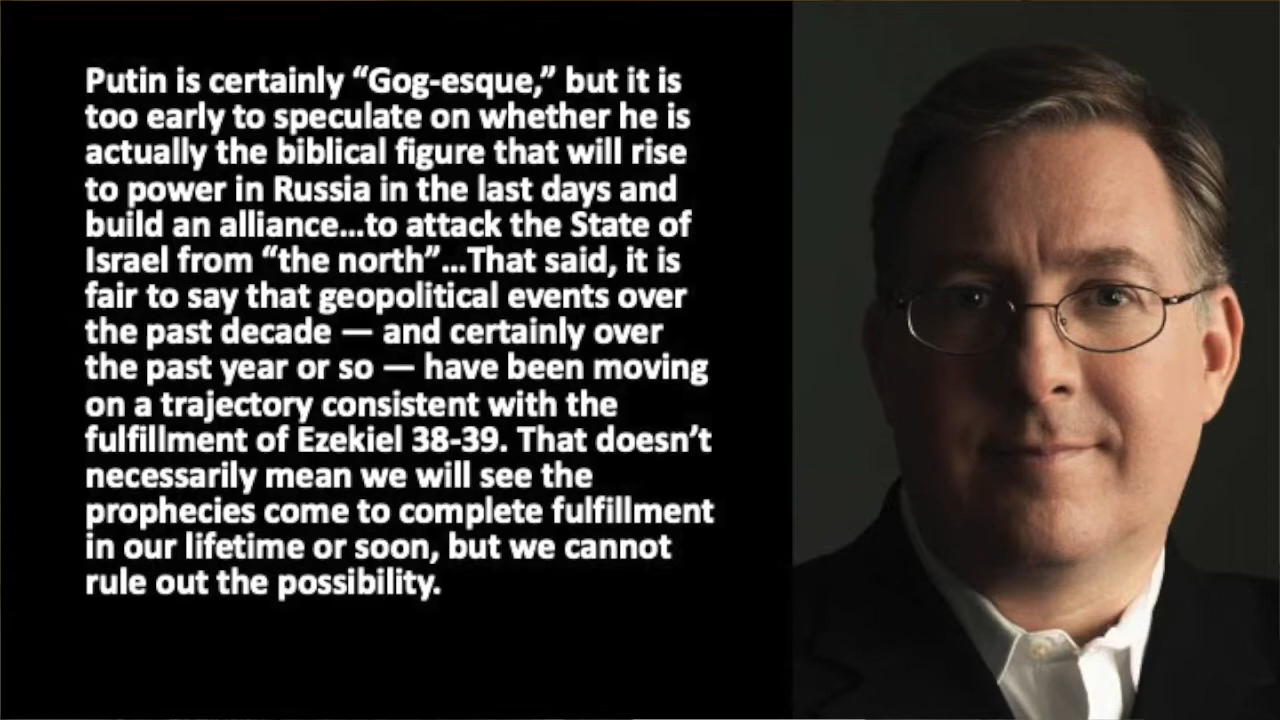 Putin is certainly “Gog-esque,” but it is
too early to speculate on whether he is
actually the biblical figure that will rise
to power in Russia in the last days and
build an alliance...to attack the State of
Israel from “the north”...That said, it is
fair to say that geopolitical events over
the past decade — and certainly over
the past year or so — have been moving
on a trajectory consistent with the
fulfillment of Ezekiel 38-39. That doesn’t
necessarily mean we will see the
prophecies come to complete fulfillment
in our lifetime or soon, but we cannot
rule out the possibility.